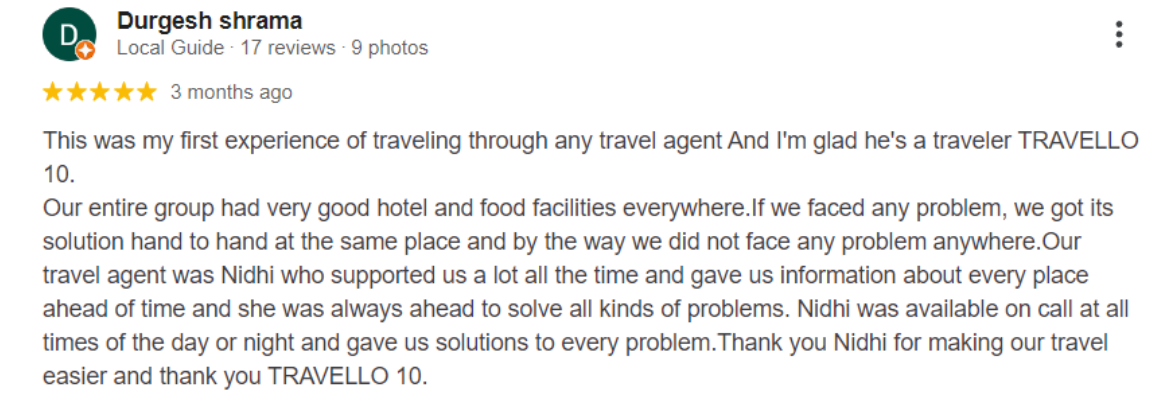 Durgesh shrama
Local Guide · 17 reviews · 9 photos
3 months ago
This was my first experience of traveling through any travel agent And I'm glad he's a traveler TRAVELLO
10.
Our entire group had very good hotel and food facilities everywhere.If we faced any problem, we got its
solution hand to hand at the same place and by the way we did not face any problem anywhere.Our
travel agent was Nidhi who supported us a lot all the time and gave us information about every place
ahead of time and she was always ahead to solve all kinds of problems. Nidhi was available on call at all
times of the day or night and gave us solutions to every problem.Thank you Nidhi for making our travel
easier and thank you TRAVELLO 10.